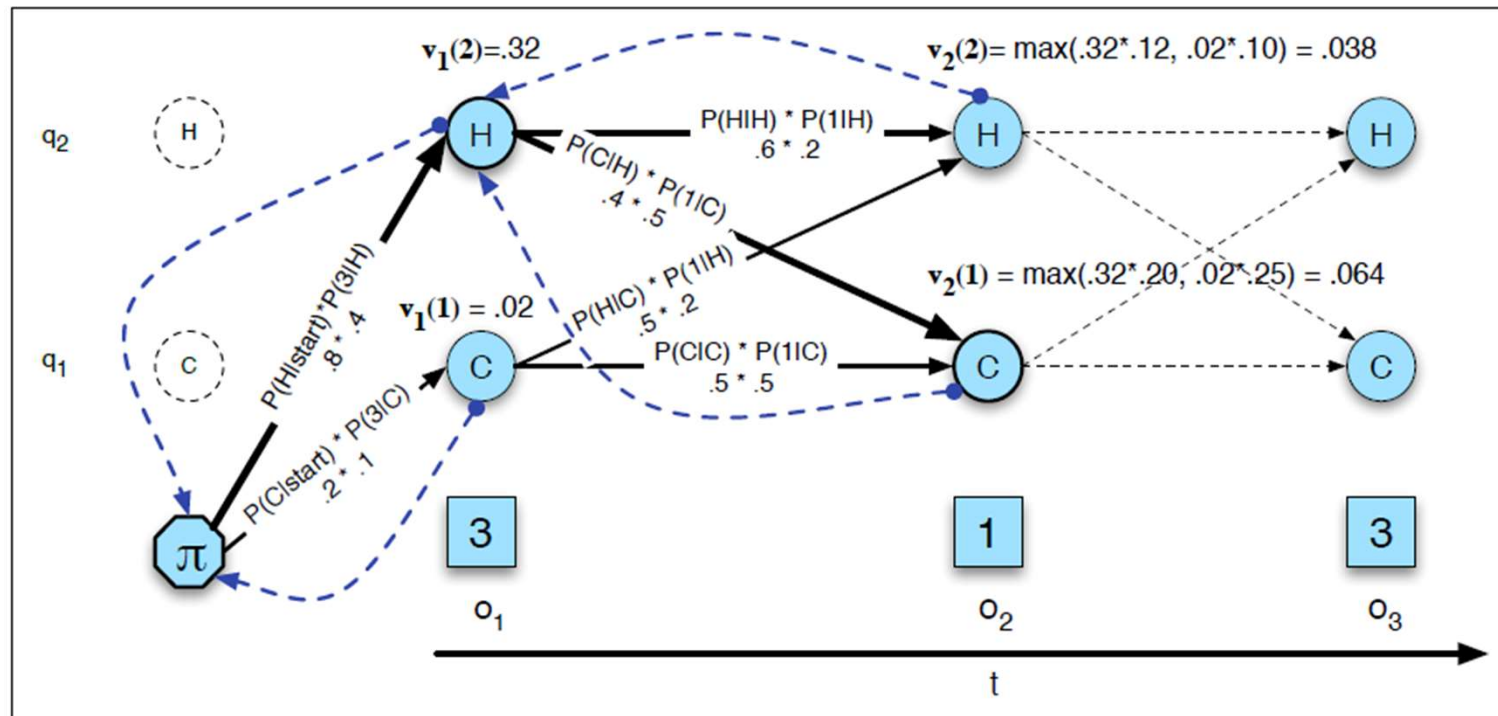 v₁(2)=.32
v₂(2)= max(.32*.12, .02*.10) = .038
q₂
H
H
P(H|H) * P(1|H)
.6 * .2
H
H
P(C|H) * P(1|C)
.4 * .5
P(H|C) * P(1|H)
.5 * .2
P(H|start)*P(3|H)
.8 * .4
v₁(1) = .02
v₂(1) = max(.32*.20, .02*.25) = .064
q₁
C
C
P(C|C) * P(1|C)
.5 * .5
C
C
P(C|start) * P(3|C)
.2 * .1
π
3
1
3
o₁
o₂
o₃
t